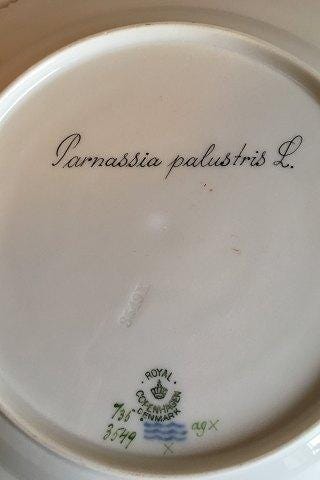 Parnassia palustris L.
ROYAL
COPENHAGEN
DENMARK
735
3549 agx
x